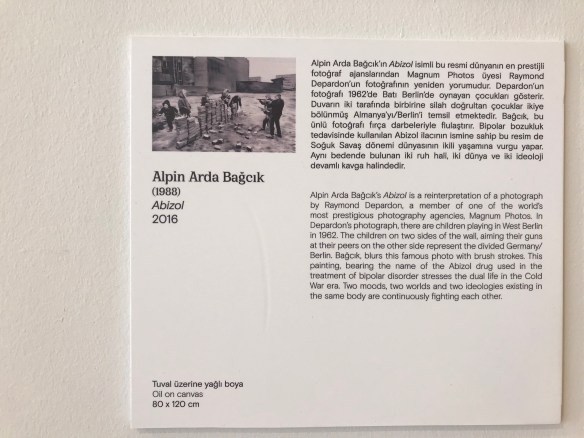 Alpin Arda Bağcık'ın Abizol isimli bu resmi dünyanın en prestijli
fotoğraf ajanslarından Magnum Photos üyesi Raymond
Depardon'un fotoğrafının yeniden yorumudur. Depardon'un
fotoğrafı 1962'de Batı Berlin'de oynayan çocukları gösterir.
Duvarın iki tarafında birbirine silah doğrultan çocuklar ikiye
bölünmüş Almanya'yı/Berlin'i temsil etmektedir. Bağcık, bu
ünlü fotoğrafı fırça darbeleriyle flulaştırır. Bipolar bozukluk
tedavisinde kullanılan Abizol ilacının ismine sahip bu resim de
Soğuk Savaş dönemi dünyasının ikili yaşamına vurgu yapar.
Aynı bedende bulunan iki ruh hali, iki dünya ve iki ideoloji
devamlı kavga halindedir.
Alpin Arda Bağcık
(1988)
Abizol
2016
Alpin Arda Bağcık's Abizol is a reinterpretation of a photograph
by Raymond Depardon, a member of one of the world's
most prestigious photography agencies, Magnum Photos. In
Depardon's photograph, there are children playing in West Berlin
in 1962. The children on two sides of the wall, aiming their guns
at their peers on the other side represent the divided Germany/
Berlin. Bağcık, blurs this famous photo with brush strokes. This
painting, bearing the name of the Abizol drug used in the
treatment of bipolar disorder stresses the dual life in the Cold
War era. Two moods, two worlds and two ideologies existing in
the same body are continuously fighting each other.
Tuval üzerine yağlı boya
Oil on canvas
80 x 120 cm